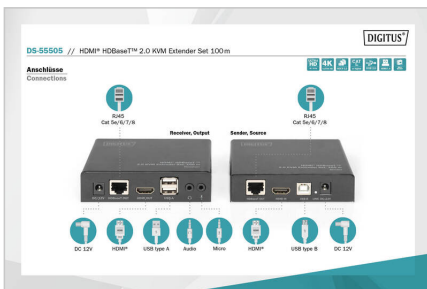 DIGITUS®
DS-55505 // HDMI® HDBaseT™ 2.0 KVM Extender Set 100 m
Anschlüsse
Connections
RJ45
Cat 5e/6/7/8
RJ45
Cat 5e/6/7/8
Receiver, Output
Sender, Source
DC 12V
HDMI®
USB type A
Audio
Micro
HDMI®
USB type B
DC 12V